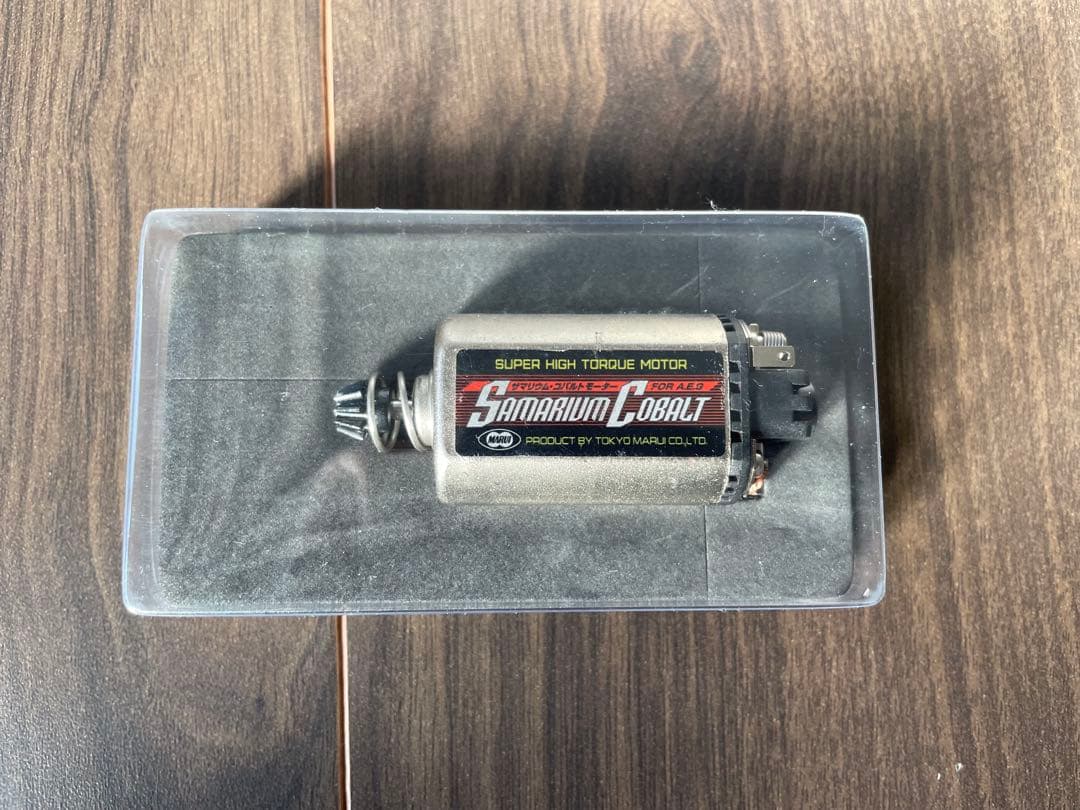 SUPER HIGH TORQUE MOTOR
サマリウム・コバルトモーター FOR A.E.G
SAMARIUM COBALT
MARUI PRODUCT BY TOKYO MARUI CO.,LTD.